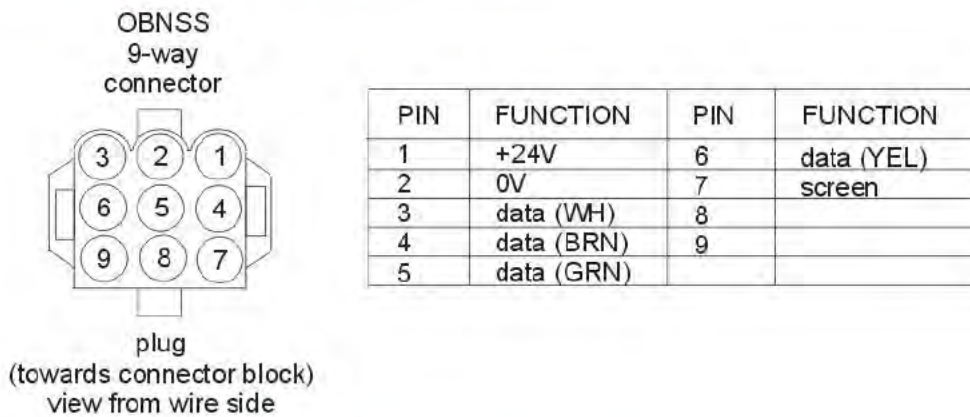 OBNSS
9-way
connector
3 2 1
6 5 4
9 8 7
plug
(towards connector block)
view from wire side
PIN FUNCTION PIN FUNCTION
1 +24V 6 data (YEL)
2 0V 7 screen
3 data (WH) 8
4 data (BRN) 9
5 data (GRN)